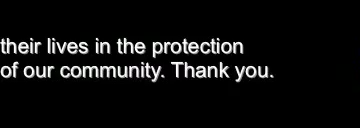 their lives in the protection
of our community. Thank you.